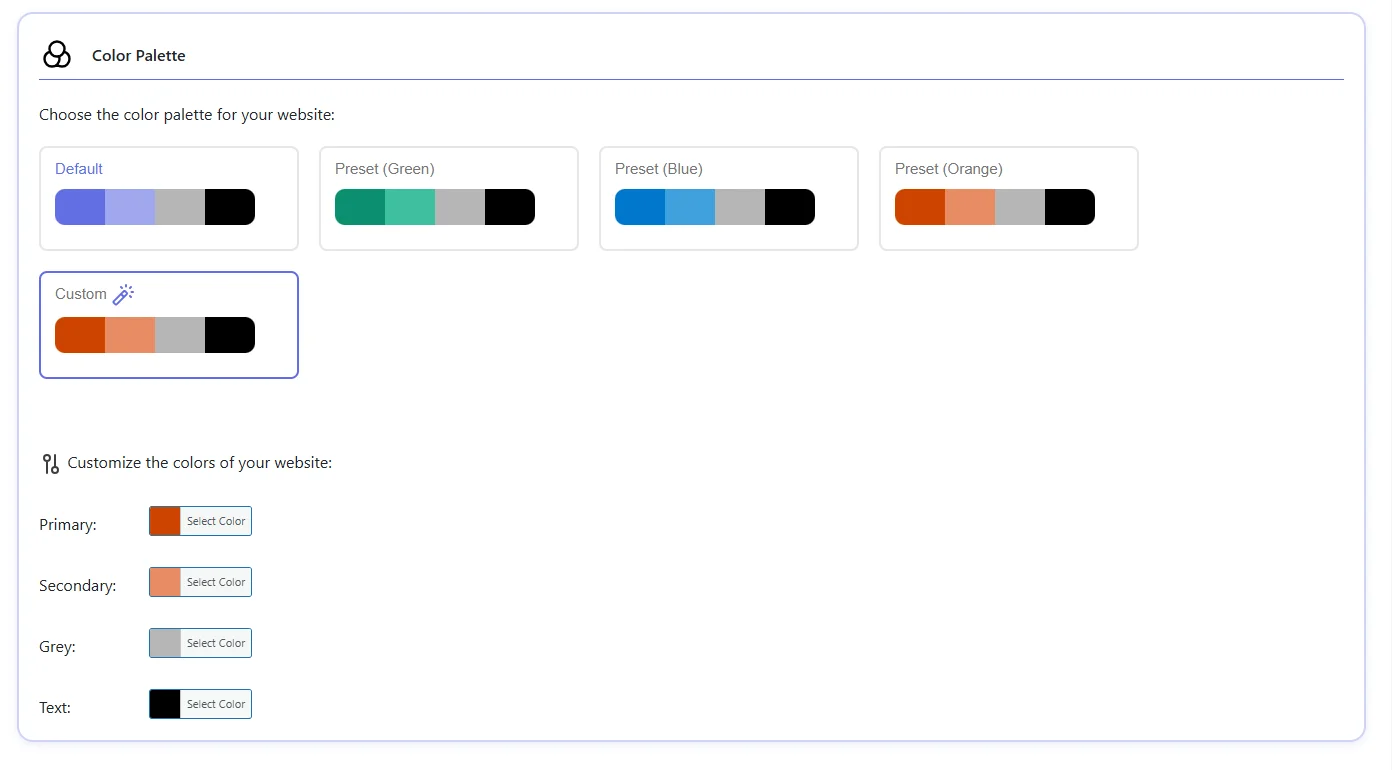 Color Palette
Choose the color palette for your website:
Default
Preset (Green)
Preset (Blue)
Preset (Orange)
Custom
Customize the colors of your website:
Primary:
Select Color
Secondary:
Select Color
Grey:
Select Color
Text:
Select Color